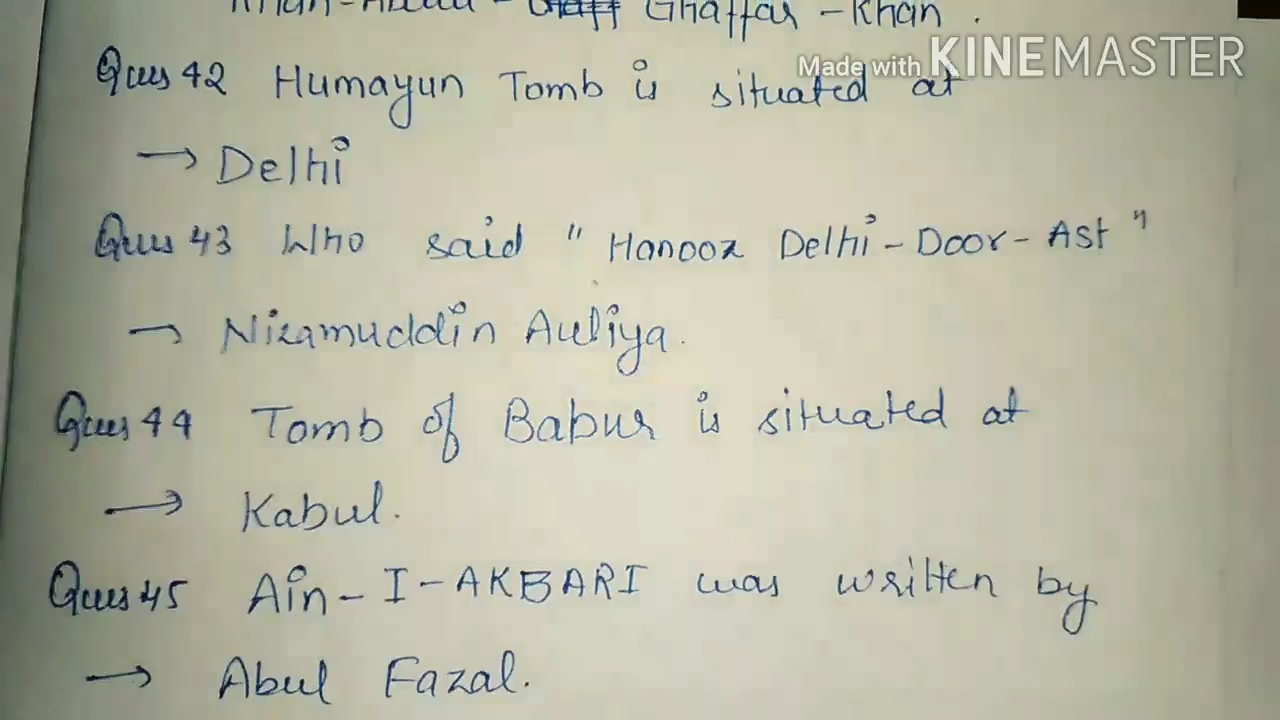 Ghaffar - Khan .
Made with KINEMASTER
Ques 42 Humayun Tomb is situated at
→ Delhi
Ques 43 Who said " Hanooz Delhi - Door - Ast "
→ Nizamuddin Auliya.
Ques 44 Tomb of Babur is situated at
→ Kabul.
Ques 45 Ain - I - AKBARI was written by
→ Abul Fazal.